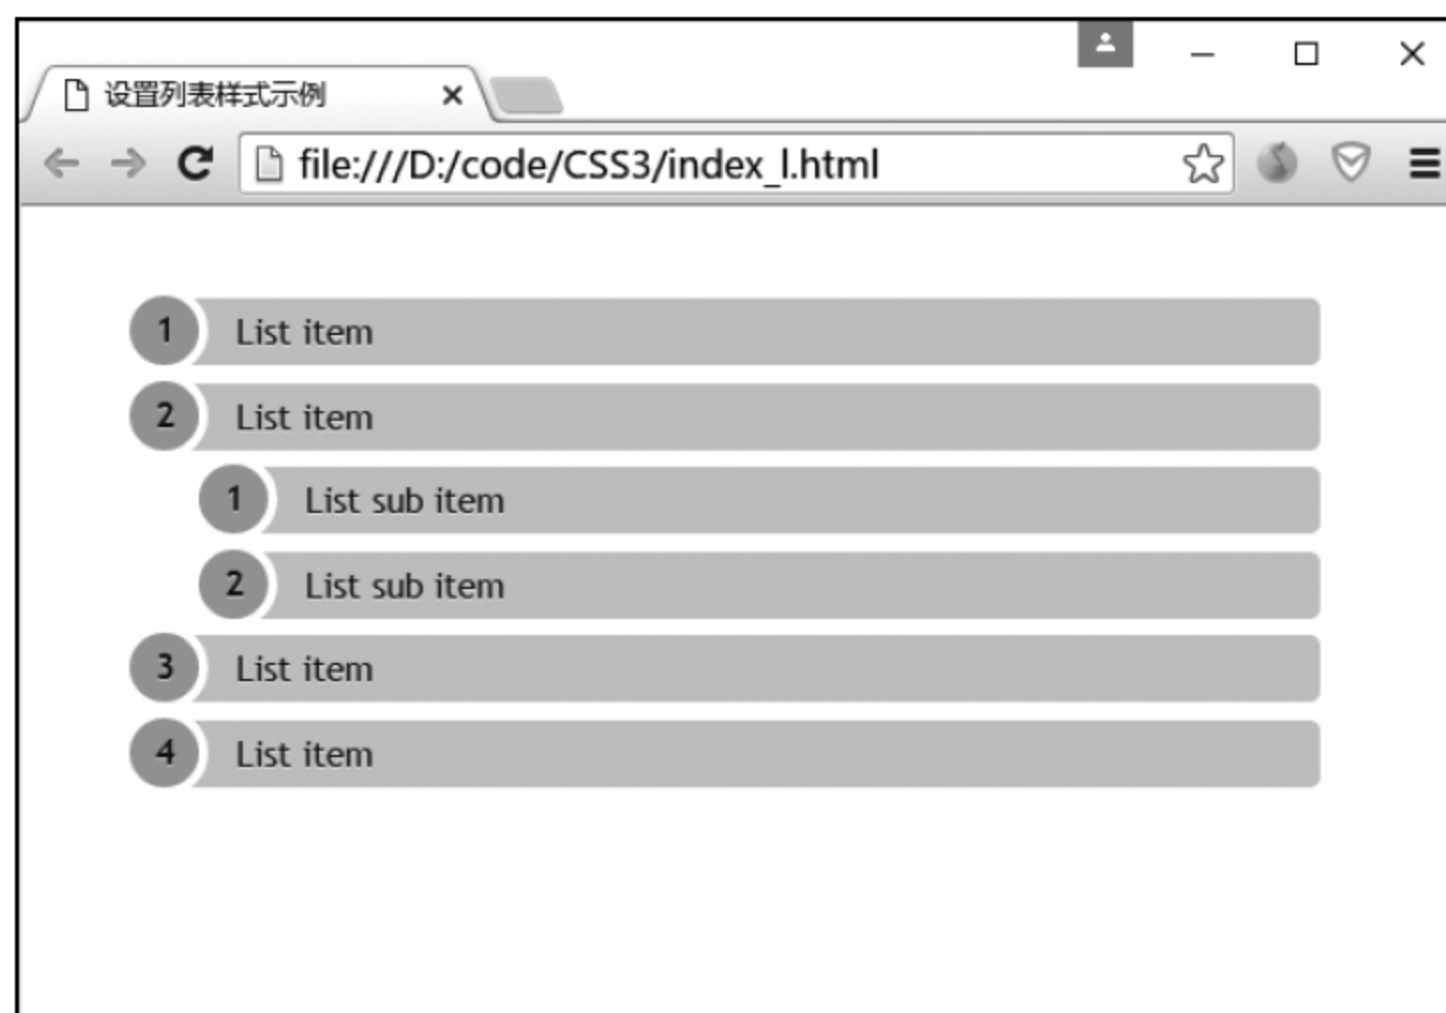 设置列表样式示例
file:///D:/code/CSS3/index_l.html
1 List item
2 List item
1 List sub item
2 List sub item
3 List item
4 List item